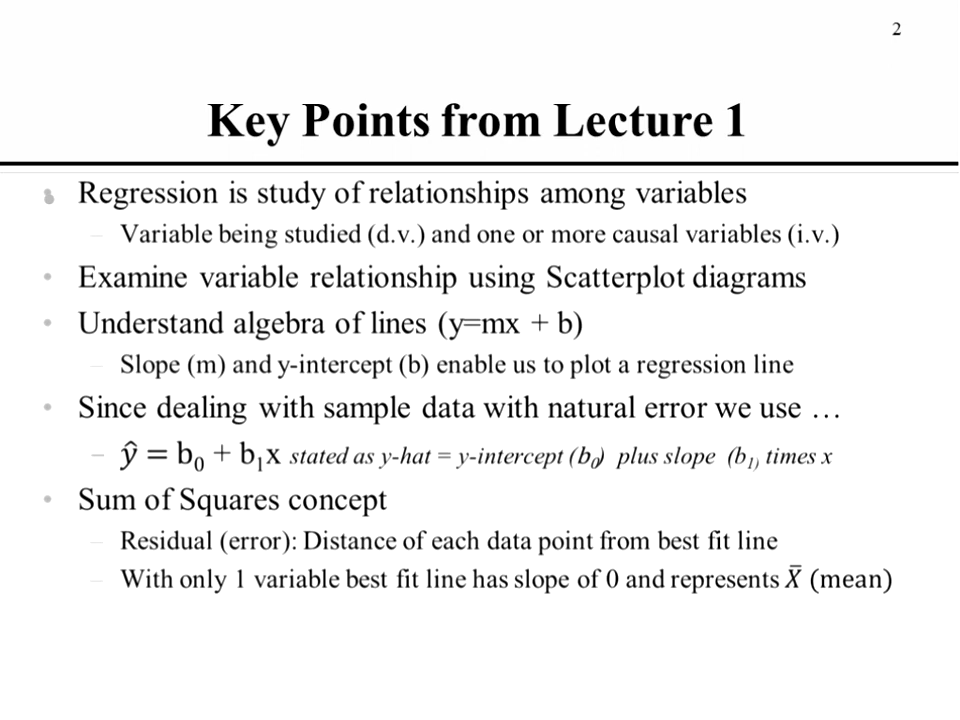 2
Key Points from Lecture 1
• Regression is study of relationships among variables
– Variable being studied (d.v.) and one or more causal variables (i.v.)
• Examine variable relationship using Scatterplot diagrams
• Understand algebra of lines (y=mx + b)
– Slope (m) and y-intercept (b) enable us to plot a regression line
• Since dealing with sample data with natural error we use …
– ŷ = b₀ + b₁x stated as y-hat = y-intercept (b₀) plus slope (b₁) times x
• Sum of Squares concept
– Residual (error): Distance of each data point from best fit line
– With only 1 variable best fit line has slope of 0 and represents X̄ (mean)